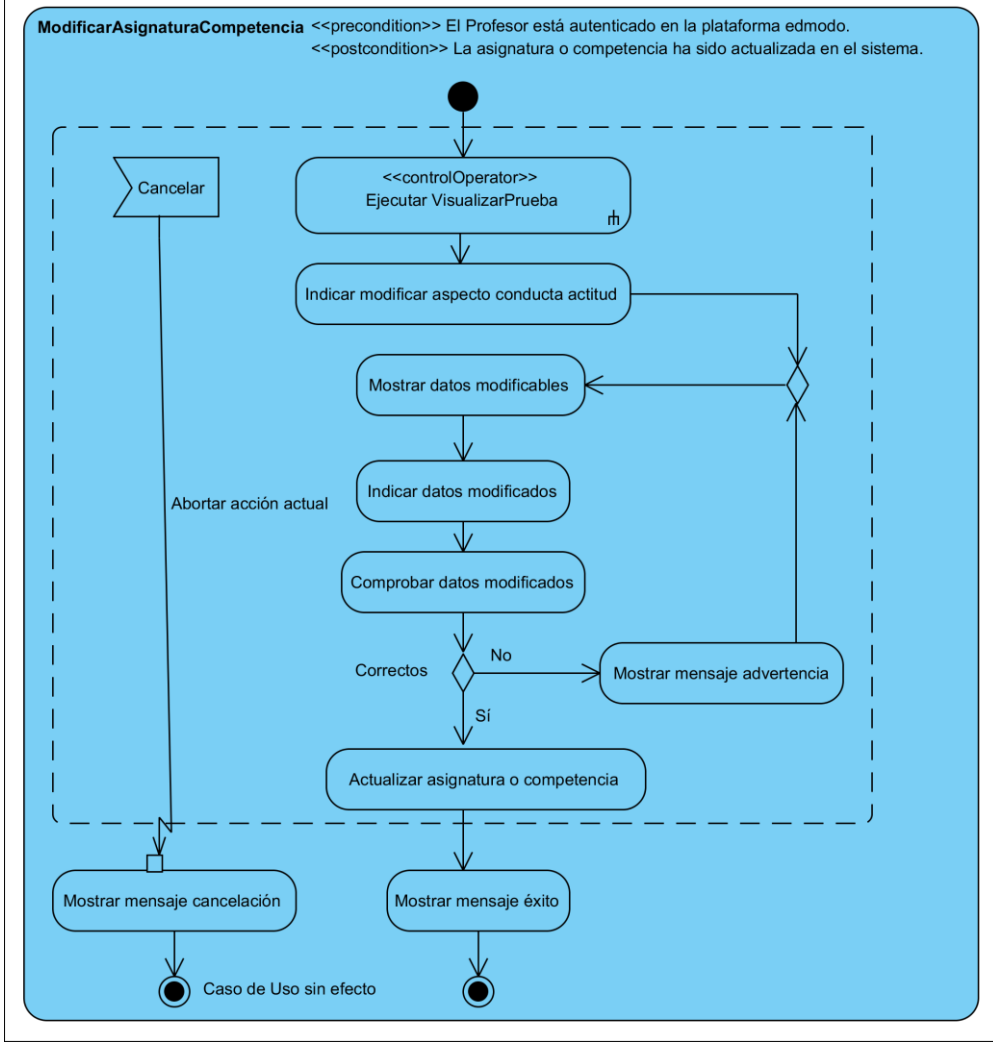 ModificarAsignaturaCompetencia <<precondition>> El Profesor está autenticado en la plataforma edmodo.
<<postcondition>> La asignatura o competencia ha sido actualizada en el sistema.
Cancelar
<<controlOperator>>
Ejecutar VisualizarPrueba
Indicar modificar aspecto conducta actitud
Mostrar datos modificables
Indicar datos modificados
Abortar acción actual
Comprobar datos modificados
Correctos
No
Mostrar mensaje advertencia
Sí
Actualizar asignatura o competencia
Mostrar mensaje cancelación
Mostrar mensaje éxito
Caso de Uso sin efecto